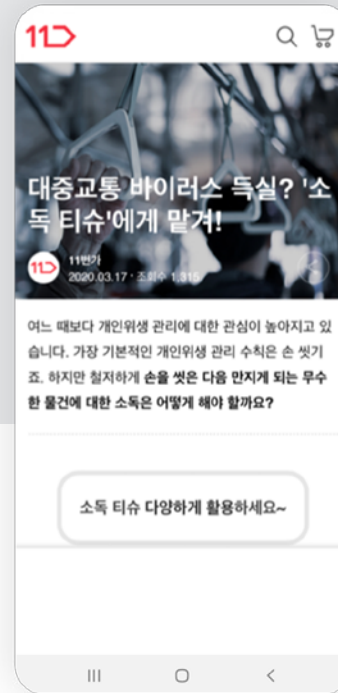 11
대중교통 바이러스 득실? '소
독 티슈'에게 맡겨!
11번가
2020.03.17 · 조회수 1,315
여느 때보다 개인위생 관리에 대한 관심이 높아지고 있
습니다. 가장 기본적인 개인위생 관리 수칙은 손 씻기
죠. 하지만 철저하게 손을 씻은 다음 만지게 되는 무수
한 물건에 대한 소독은 어떻게 해야 할까요?
소독 티슈 다양하게 활용하세요~